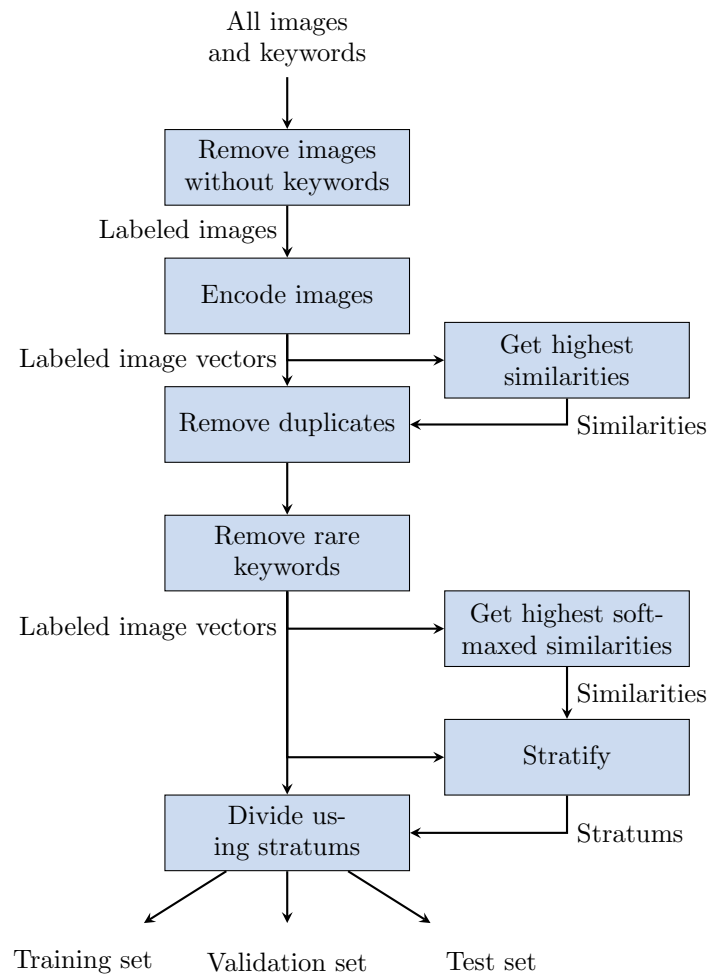 All images
and keywords
Remove images
without keywords
Labeled images
Encode images
Labeled image vectors
Get highest
similarities
Remove duplicates
Similarities
Remove rare
keywords
Labeled image vectors
Get highest soft-
maxed similarities
Similarities
Stratify
Divide us-
ing stratums
Stratums
Training set
Validation set
Test set